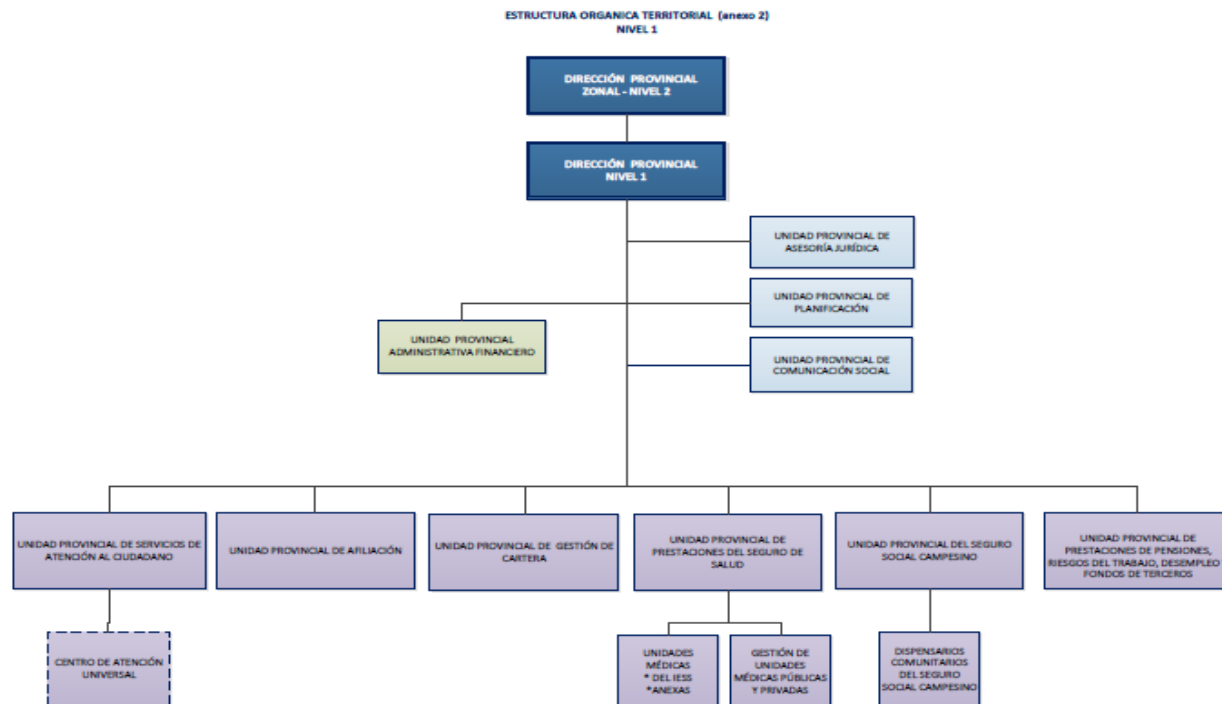 ESTRUCTURA ORGANICA TERRITORIAL (anexo 2)
NIVEL 1
DIRECCIÓN PROVINCIAL
ZONAL - NIVEL 2
DIRECCIÓN PROVINCIAL
NIVEL 1
UNIDAD PROVINCIAL DE
ASESORÍA JURÍDICA
UNIDAD PROVINCIAL DE
PLANIFICACIÓN
UNIDAD PROVINCIAL
ADMINISTRATIVA FINANCIERO
UNIDAD PROVINCIAL DE
COMUNICACIÓN SOCIAL
UNIDAD PROVINCIAL DE SERVICIOS DE
ATENCIÓN AL CIUDADANO
UNIDAD PROVINCIAL DE AFILIACIÓN
UNIDAD PROVINCIAL DE GESTIÓN DE
CARTERA
UNIDAD PROVINCIAL DE
PRESTACIONES DEL SEGURO DE
SALUD
UNIDAD PROVINCIAL DEL SEGURO
SOCIAL CAMPESINO
UNIDAD PROVINCIAL DE
PRESTACIONES DE PENSIONES,
RIESGOS DEL TRABAJO, DESEMPLEO
FONDOS DE TERCEROS
CENTRO DE ATENCIÓN
UNIVERSAL
UNIDADES
MÉDICAS
* DEL IESS
*ANEXAS
GESTIÓN DE
UNIDADES
MÉDICAS PÚBLICAS
Y PRIVADAS
DISPENSARIOS
COMUNITARIOS
DEL SEGURO
SOCIAL CAMPESINO